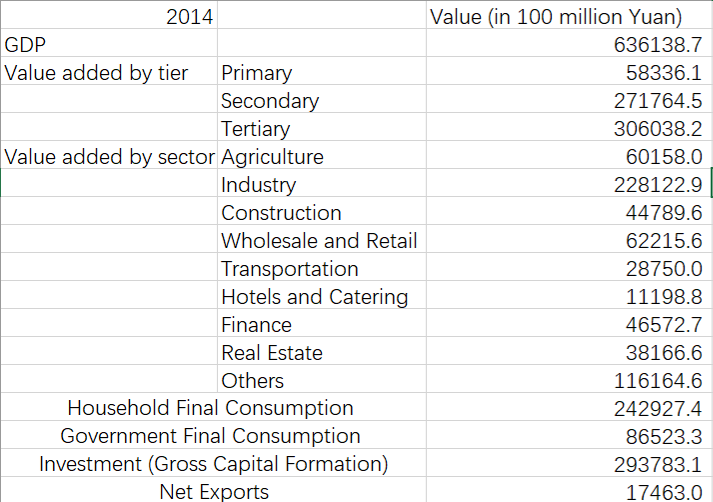 2014 Value (in 100 million Yuan)
GDP 636138.7
Value added by tier Primary 58336.1
Secondary 271764.5
Tertiary 306038.2
Value added by sector Agriculture 60158.0
Industry 228122.9
Construction 44789.6
Wholesale and Retail 62215.6
Transportation 28750.0
Hotels and Catering 11198.8
Finance 46572.7
Real Estate 38166.6
Others 116164.6
Household Final Consumption 242927.4
Government Final Consumption 86523.3
Investment (Gross Capital Formation) 293783.1
Net Exports 17463.0